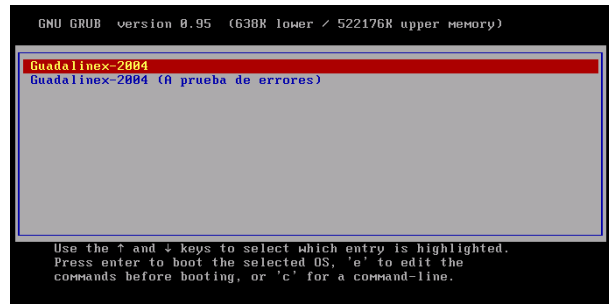 GNU GRUB  version 0.95  (638K lower / 522176K upper memory)
Guadalinex-2004
Guadalinex-2004 (A prueba de errores)
Use the ↑ and ↓ keys to select which entry is highlighted.
Press enter to boot the selected OS, 'e' to edit the
commands before booting, or 'c' for a command-line.